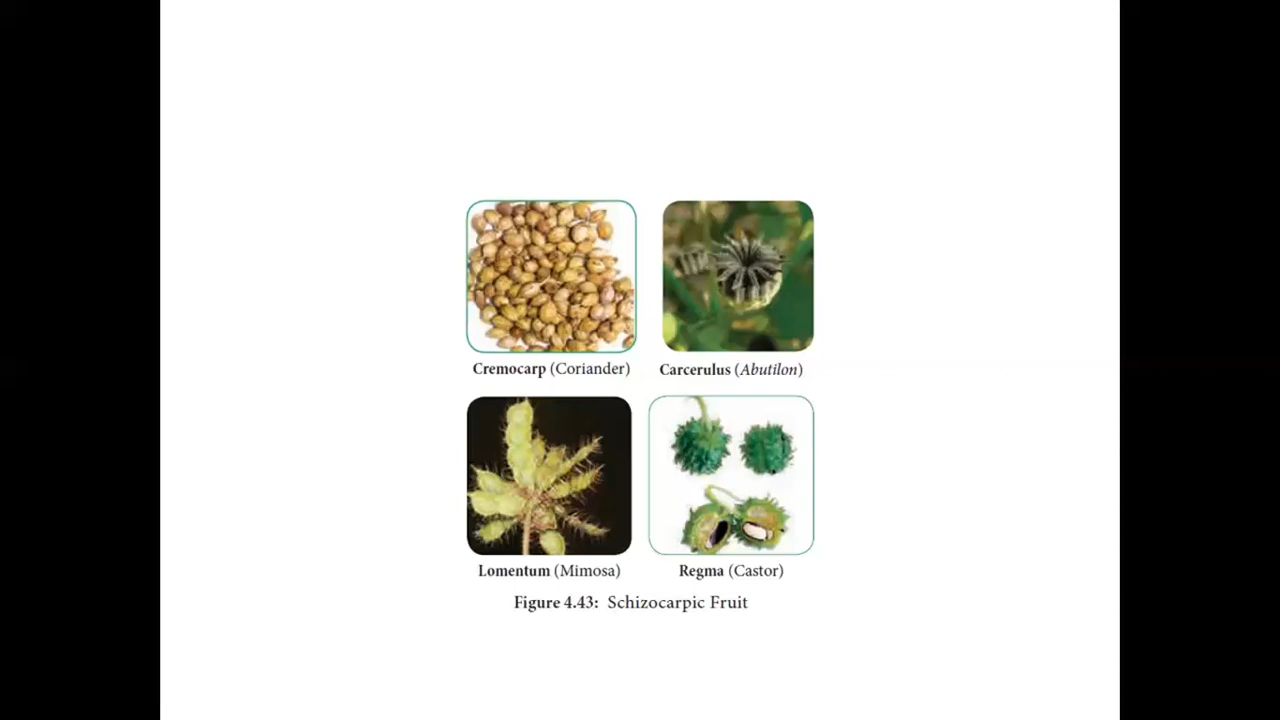 Cremocarp (Coriander)
Carcerulus (Abutilon)
Lomentum (Mimosa)
Regma (Castor)
Figure 4.43: Schizocarpic Fruit